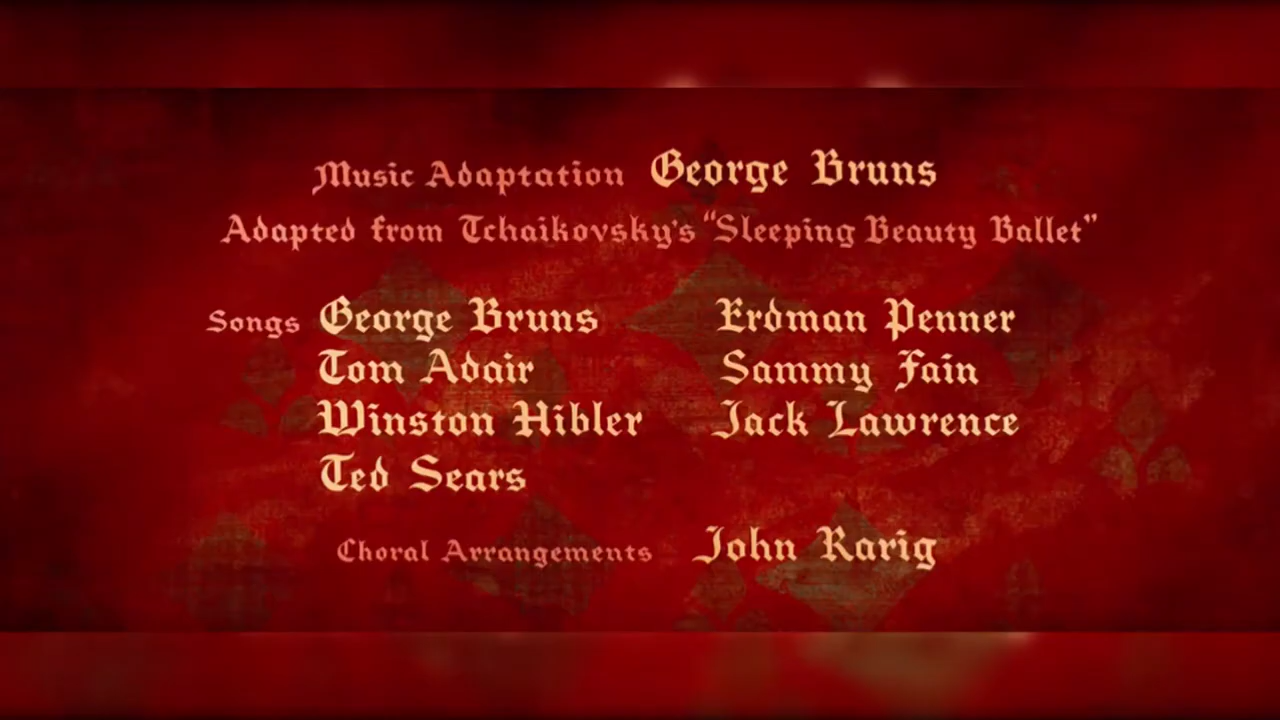 Music Adaptation George Bruns
Adapted from Tchaikovsky's “Sleeping Beauty Ballet”
Songs George Bruns Erdman Penner
Tom Adair Sammy Fain
Winston Hibler Jack Lawrence
Ted Sears
Choral Arrangements John Rarig